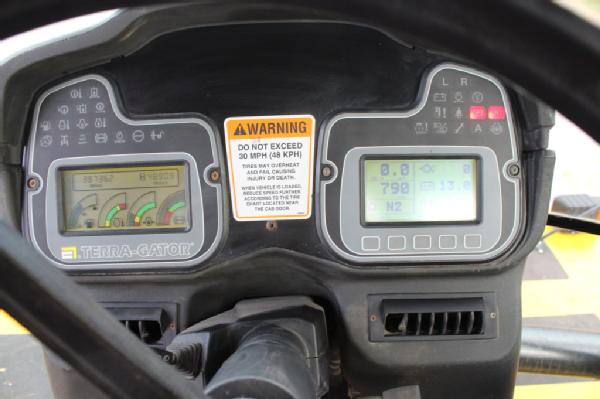 L R
WARNING
DO NOT EXCEED
30 MPH (48 KPH)
TIRES MAY OVERHEAT
AND FAIL CAUSING
INJURY OR DEATH.
WHEN VEHICLE IS LOADED,
REDUCE SPEED FURTHER
ACCORDING TO THE TIRE
CHART LOCATED NEAR
THE CAB DOOR.
TERRA-GATOR
0.0 0
790 13.0
N2
A